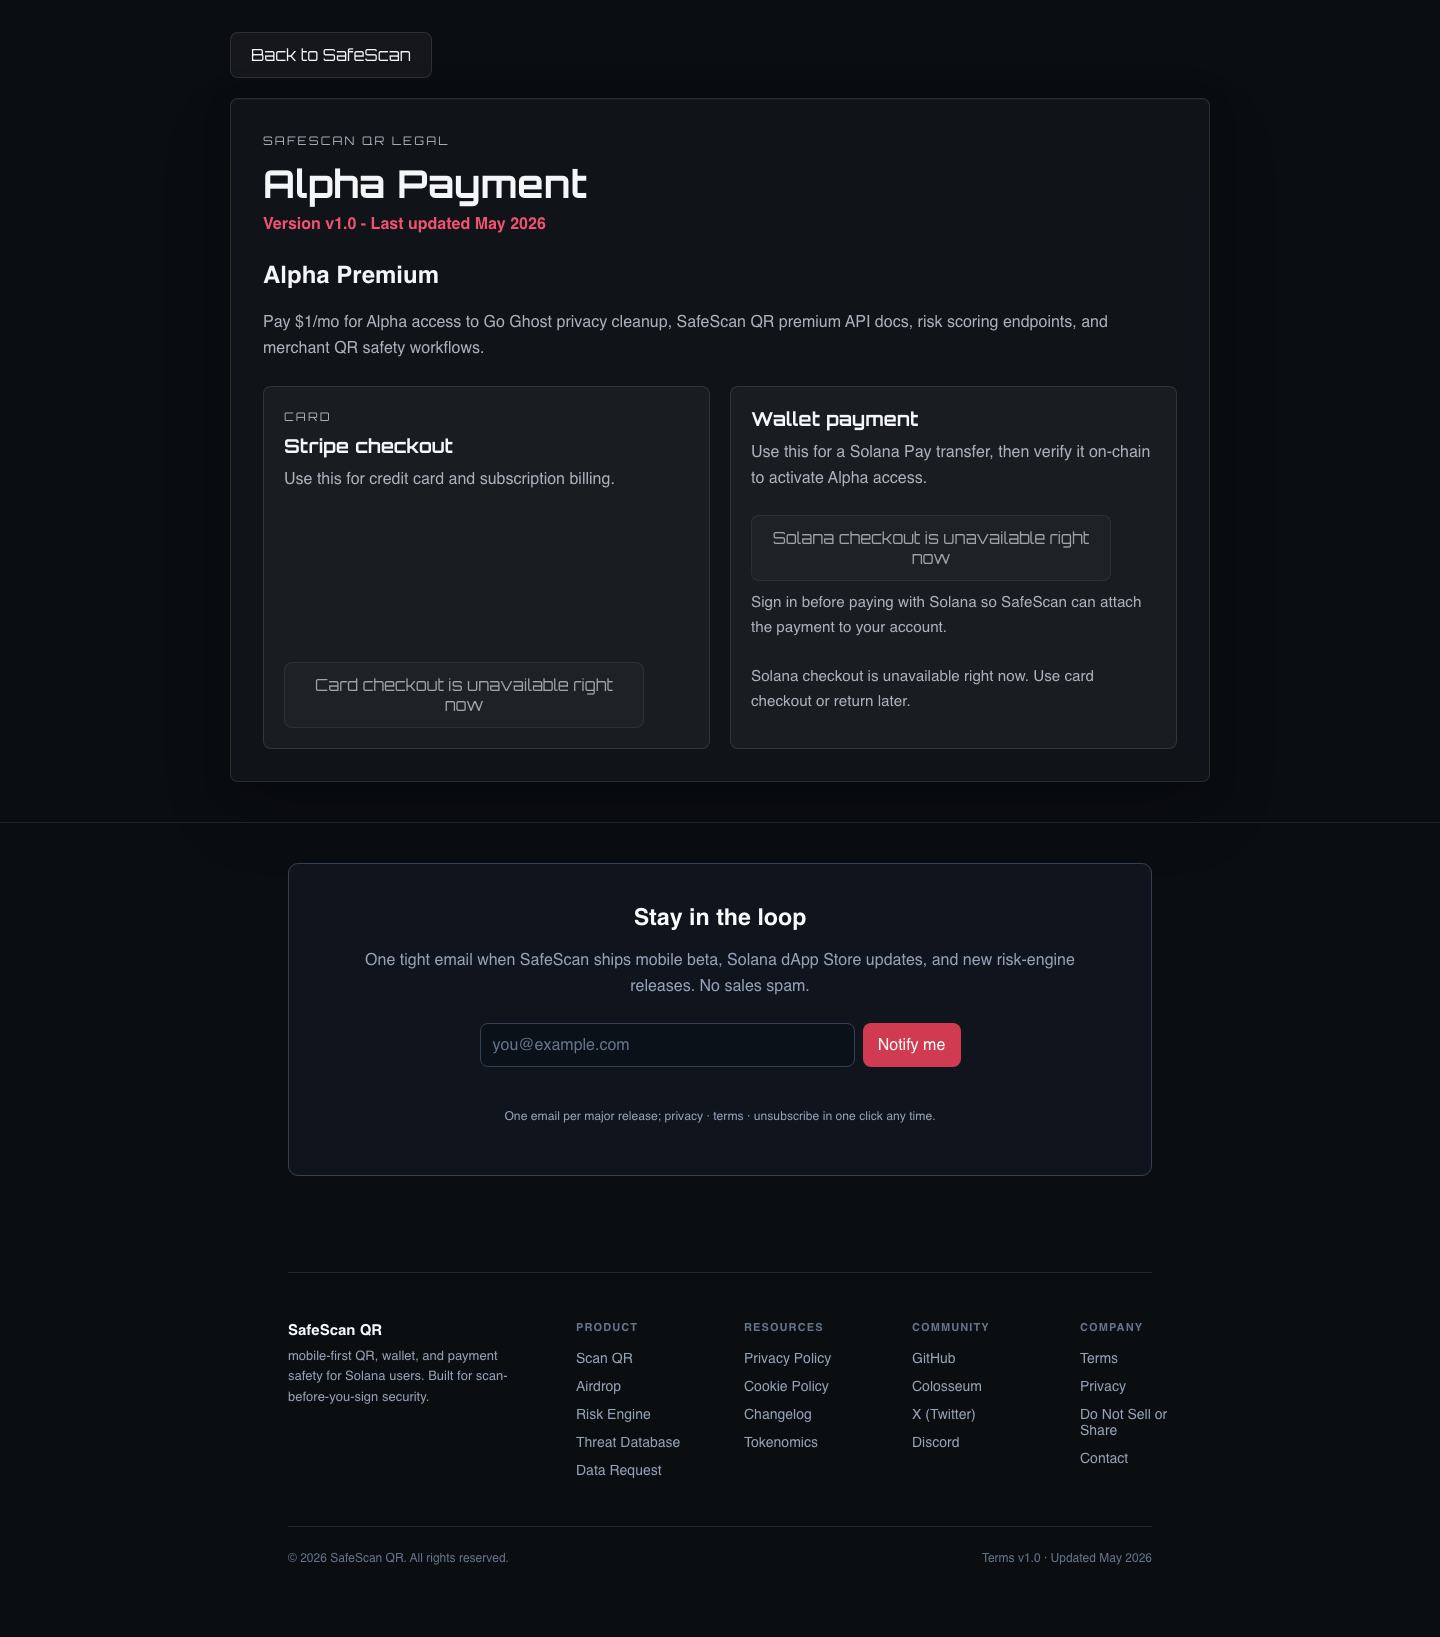 Back to SafeScan
SAFESCAN QR LEGAL
Alpha Payment
Version v1.0 - Last updated May 2026
Alpha Premium
Pay $1/mo for Alpha access to Go Ghost privacy cleanup, SafeScan QR premium API docs, risk scoring endpoints, and
merchant QR safety workflows.
CARD
Stripe checkout
Use this for credit card and subscription billing.
Card checkout is unavailable right
now
Wallet payment
Use this for a Solana Pay transfer, then verify it on-chain
to activate Alpha access.
Solana checkout is unavailable right
now
Sign in before paying with Solana so SafeScan can attach
the payment to your account.
Solana checkout is unavailable right now. Use card
checkout or return later.
Stay in the loop
One tight email when SafeScan ships mobile beta, Solana dApp Store updates, and new risk-engine
releases. No sales spam.
you@example.com
Notify me
One email per major release; privacy · terms · unsubscribe in one click any time.
SafeScan QR
mobile-first QR, wallet, and payment
safety for Solana users. Built for scan-
before-you-sign security.
PRODUCT
Scan QR
Airdrop
Risk Engine
Threat Database
Data Request
RESOURCES
Privacy Policy
Cookie Policy
Changelog
Tokenomics
COMMUNITY
GitHub
Colosseum
X (Twitter)
Discord
COMPANY
Terms
Privacy
Do Not Sell or
Share
Contact
© 2026 SafeScan QR. All rights reserved.
Terms v1.0 · Updated May 2026